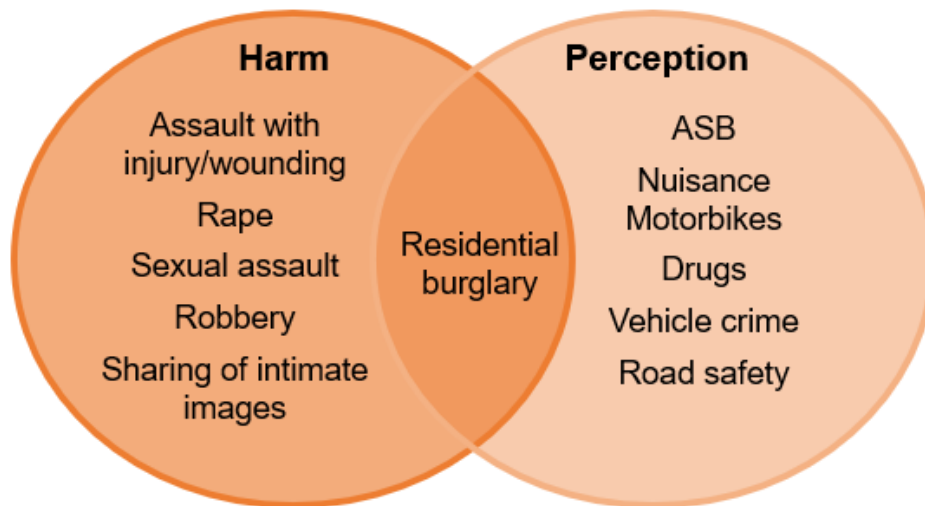 Harm
Assault with
injury/wounding
Rape
Sexual assault
Robbery
Sharing of intimate
images
Residential
burglary
Perception
ASB
Nuisance
Motorbikes
Drugs
Vehicle crime
Road safety